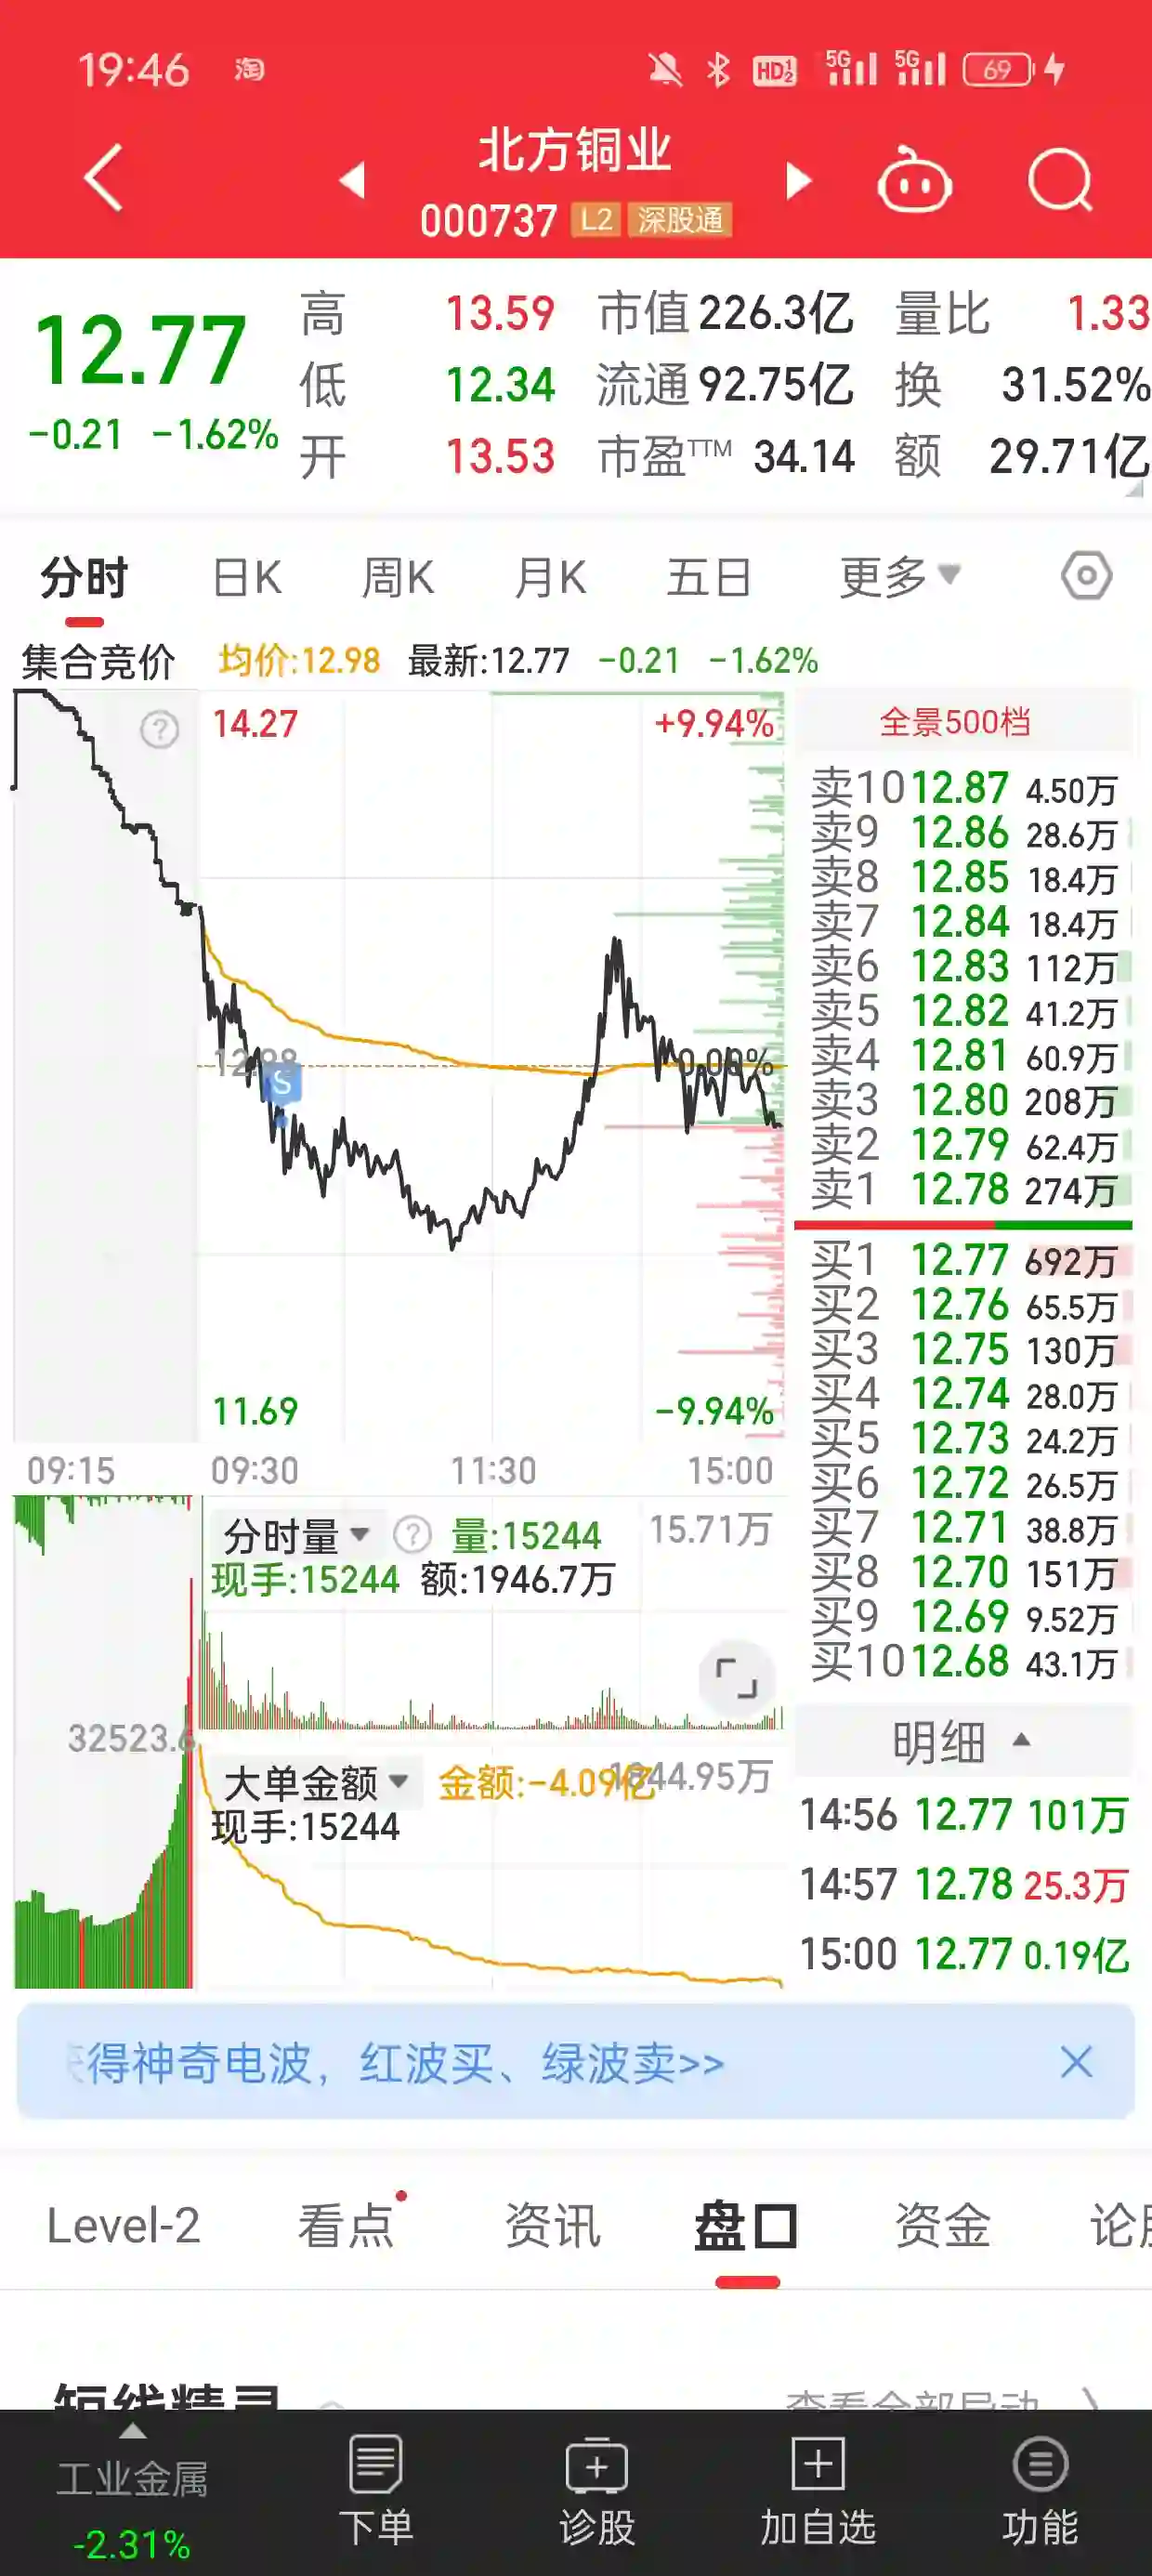 19:46 淘 HD 1 2 5G 5G 69
北方铜业
000737 L2 深股通
12.77
-0.21 -1.62%
高 13.59 市值 226.3亿 量比 1.33
低 12.34 流通 92.75亿 换 31.52%
开 13.53 市盈TTM 34.14 额 29.71亿
分时 日K 周K 月K 五日 更多
集合竞价 均价:12.98 最新:12.77 -0.21 -1.62%
14.27 +9.94%
12.98 0.00%
S
11.69 -9.94%
09:15 09:30 11:30 15:00
全景500档
卖10 12.87 4.50万
卖9 12.86 28.6万
卖8 12.85 18.4万
卖7 12.84 18.4万
卖6 12.83 112万
卖5 12.82 41.2万
卖4 12.81 60.9万
卖3 12.80 208万
卖2 12.79 62.4万
卖1 12.78 274万
买1 12.77 692万
买2 12.76 65.5万
买3 12.75 130万
买4 12.74 28.0万
买5 12.73 24.2万
买6 12.72 26.5万
买7 12.71 38.8万
买8 12.70 151万
买9 12.69 9.52万
买10 12.68 43.1万
分时量 ? 量:15244 15.71万
现手:15244 额:1946.7万
32523.6
大单金额 金额:-4.09亿 844.95万
现手:15244
明细
14:56 12.77 101万
14:57 12.78 25.3万
15:00 12.77 0.19亿
得神奇电波，红波买、绿波卖>>
Level-2 看点 资讯 盘口 资金 论
短线精灵 查看全部异动
工业金属 下单 诊股 加自选 功能
-2.31%